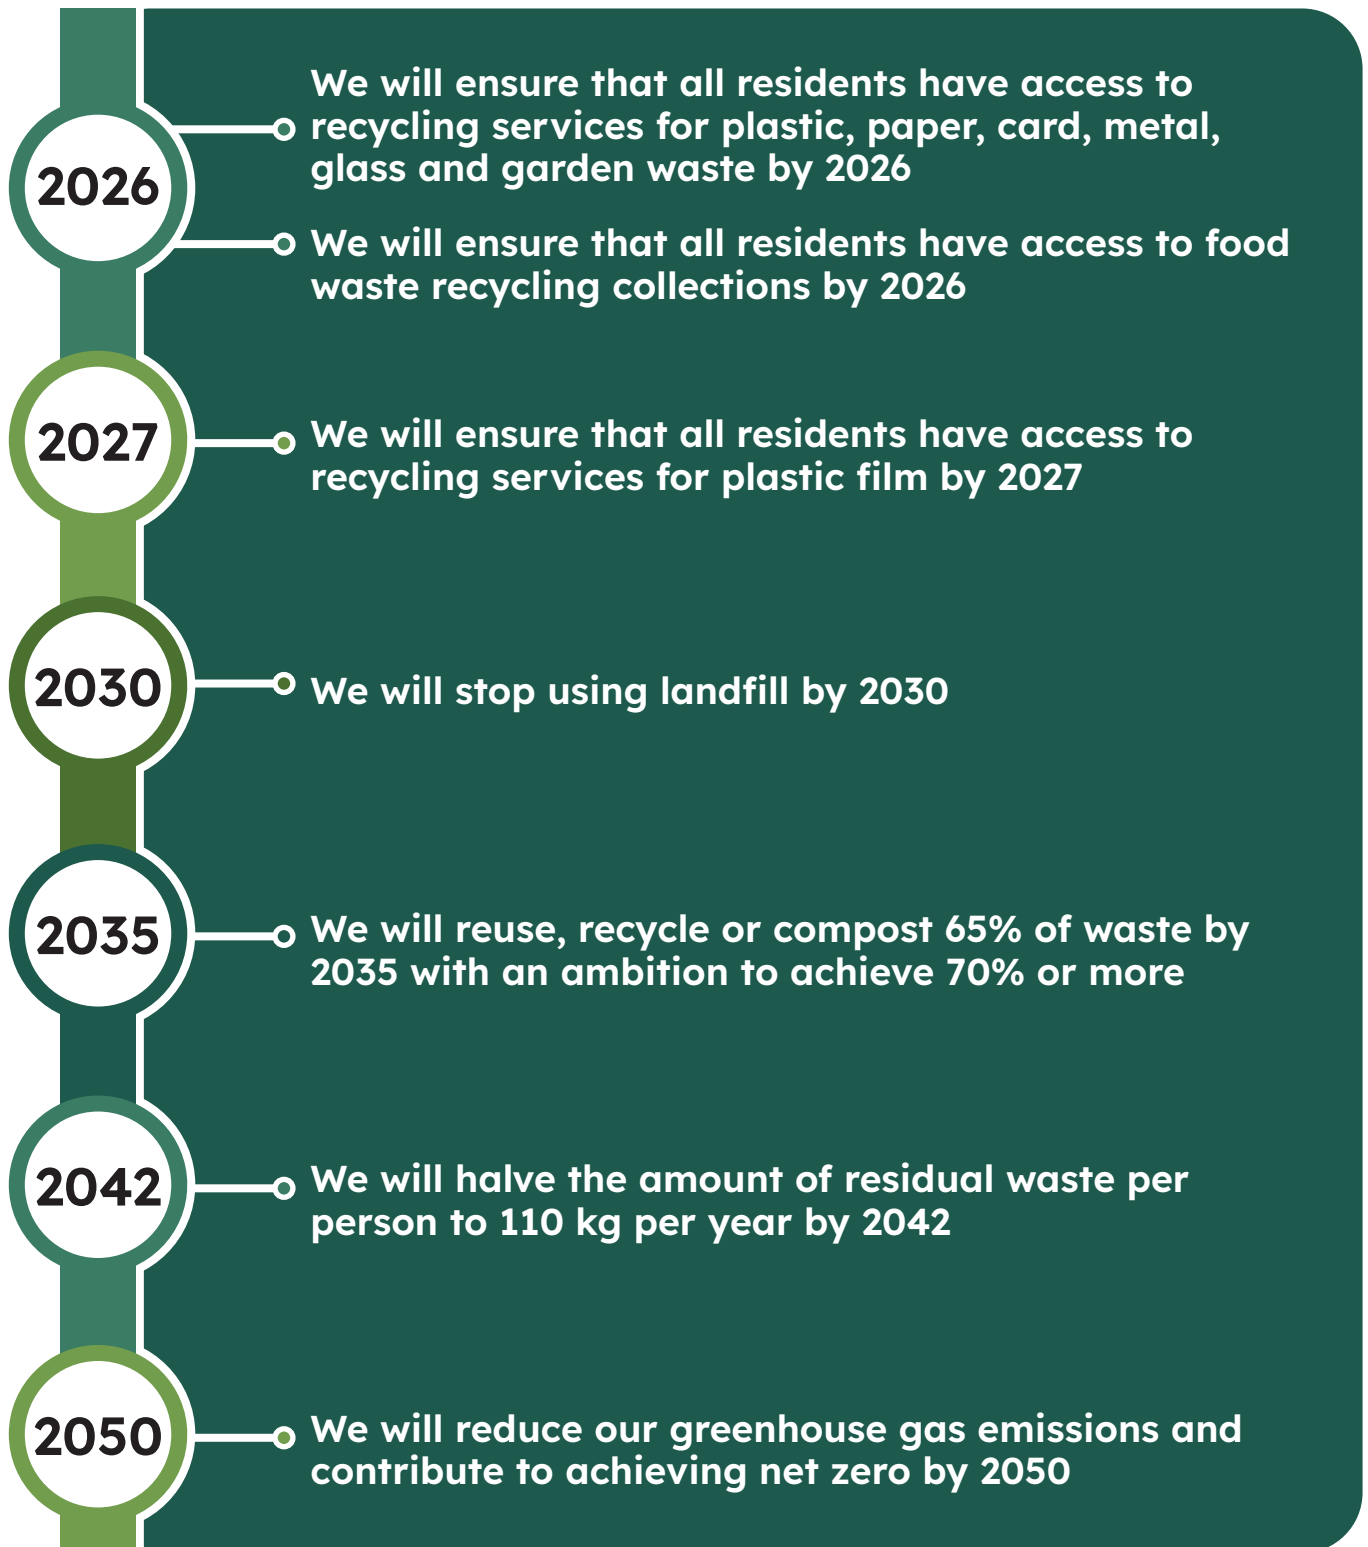 2026
We will ensure that all residents have access to
recycling services for plastic, paper, card, metal,
glass and garden waste by 2026
We will ensure that all residents have access to food
waste recycling collections by 2026
2027
We will ensure that all residents have access to
recycling services for plastic film by 2027
2030
We will stop using landfill by 2030
2035
We will reuse, recycle or compost 65% of waste by
2035 with an ambition to achieve 70% or more
2042
We will halve the amount of residual waste per
person to 110 kg per year by 2042
2050
We will reduce our greenhouse gas emissions and
contribute to achieving net zero by 2050